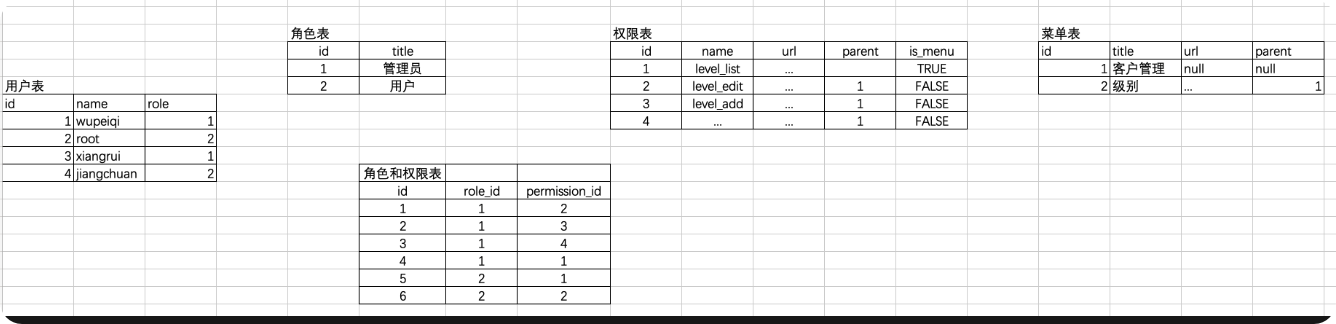 用户表
id name role
1 wupeiqi 1
2 root 2
3 xiangrui 1
4 jiangchuan 2
角色表
id title
1 管理员
2 用户
角色和权限表
id role_id permission_id
1 1 2
2 1 3
3 1 4
4 1 1
5 2 1
6 2 2
权限表
id name url parent is_menu
1 level_list ... TRUE
2 level_edit ... 1 FALSE
3 level_add ... 1 FALSE
4 ... ... 1 FALSE
菜单表
id title url parent
1 客户管理 null null
2 级别 ... 1